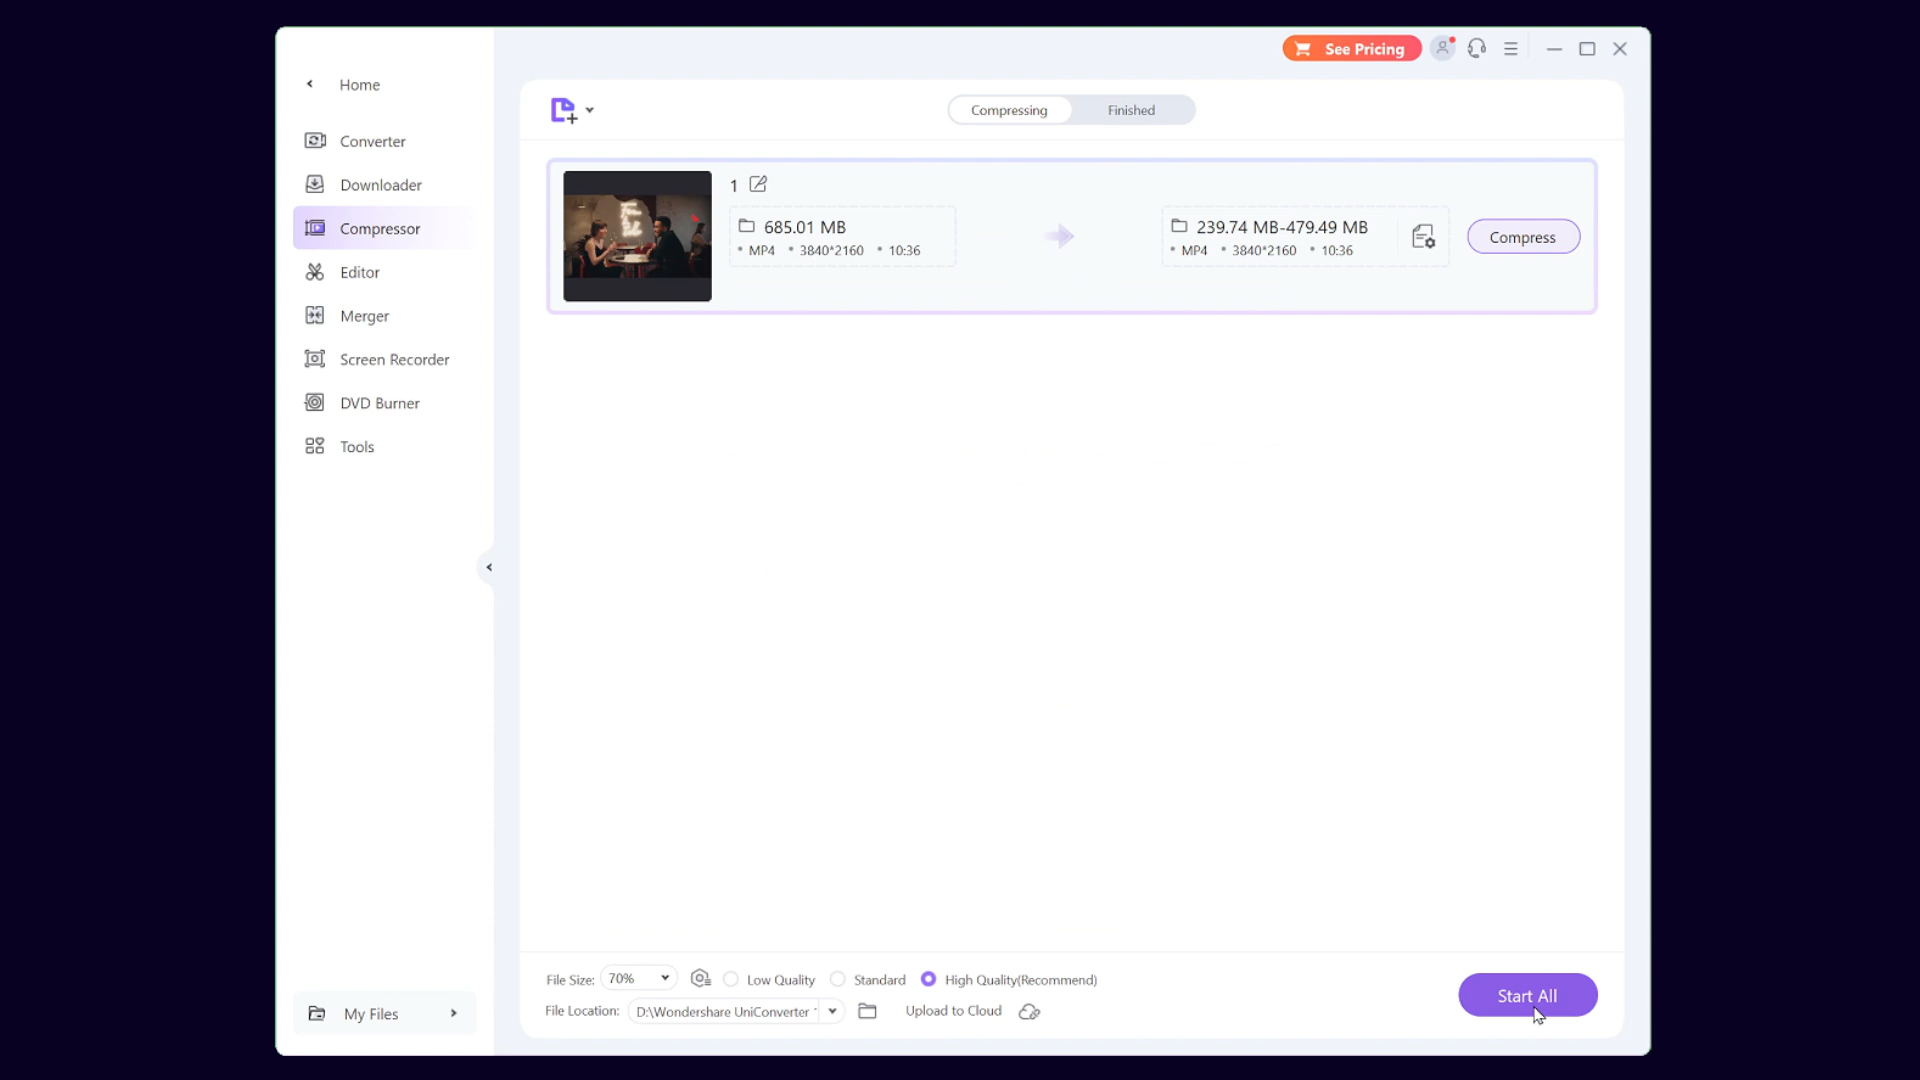 See Pricing
Home
Converter
Downloader
Compressor
Editor
Merger
Screen Recorder
DVD Burner
Tools
My Files
Compressing
Finished
1
685.01 MB
MP4 3840*2160 10:36
239.74 MB-479.49 MB
MP4 3840*2160 10:36
Compress
File Size: 70% Low Quality Standard High Quality(Recommend)
File Location: D:\Wondershare UniConverter Upload to Cloud
Start All